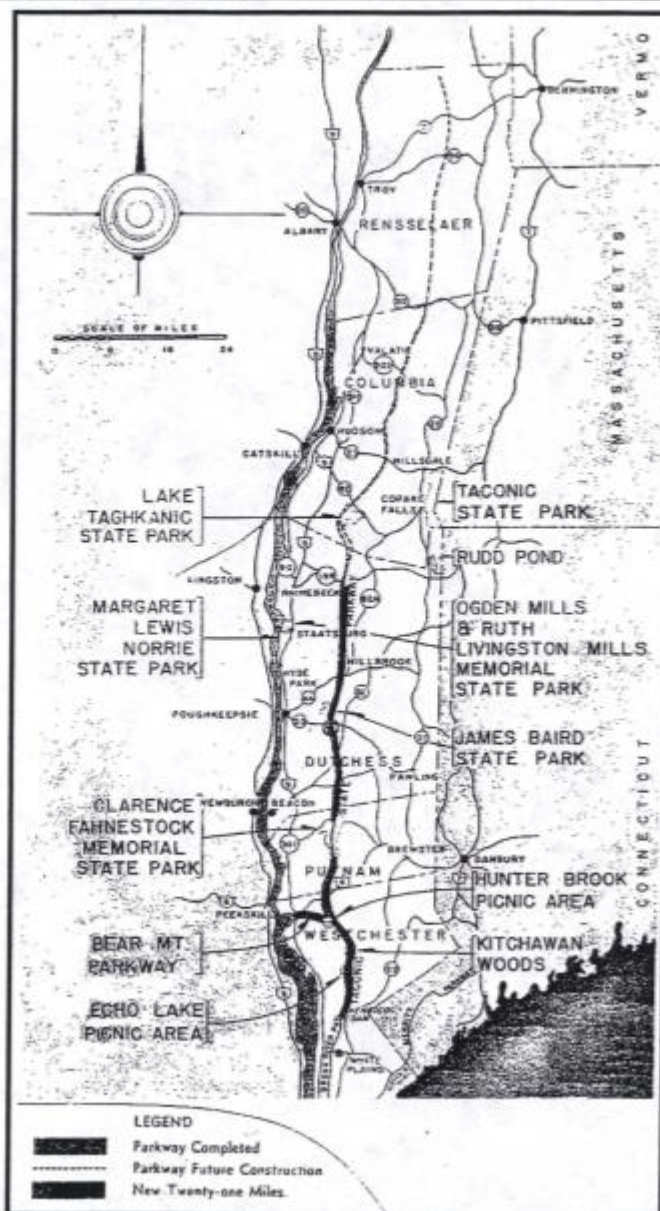 VERMO
BENNINGTON
TROY
ALBANY
RENSSELAER
MASSACHUSETTS
PITTSFIELD
SCALE OF MILES
VALATIE
COLUMBIA
HUDSON
CATSKILL
HILLSDALE
LAKE
TAGHKANIC
STATE PARK
COPAKE
FALLS
TACONIC
STATE PARK
RUDD POND
KINGSTON
RHINEBECK
PARKWAY
MARGARET
LEWIS
NORRIE
STATE PARK
STAATSBURG
OGDEN MILLS
& RUTH
LIVINGSTON MILLS
MEMORIAL
STATE PARK
HYDE
PARK
MILLBROOK
POUGHKEEPSIE
JAMES BAIRD
STATE PARK
DUTCHESS
STATE
PAWLING
CONNECTICUT
CLARENCE
FAHNESTOCK
MEMORIAL
STATE PARK
NEWBURGH
BEACON
BREWSTER
DANBURY
PUTNAM
HUNTER BROOK
PICNIC AREA
PEEKSKILL
WESTCHESTER
BEAR MT.
PARKWAY
KITCHAWAN
WOODS
TACONIC
ECHO LAKE
PICNIC AREA
WHITE
PLAINS
LEGEND
Parkway Completed
Parkway Future Construction
New Twenty-one Miles.